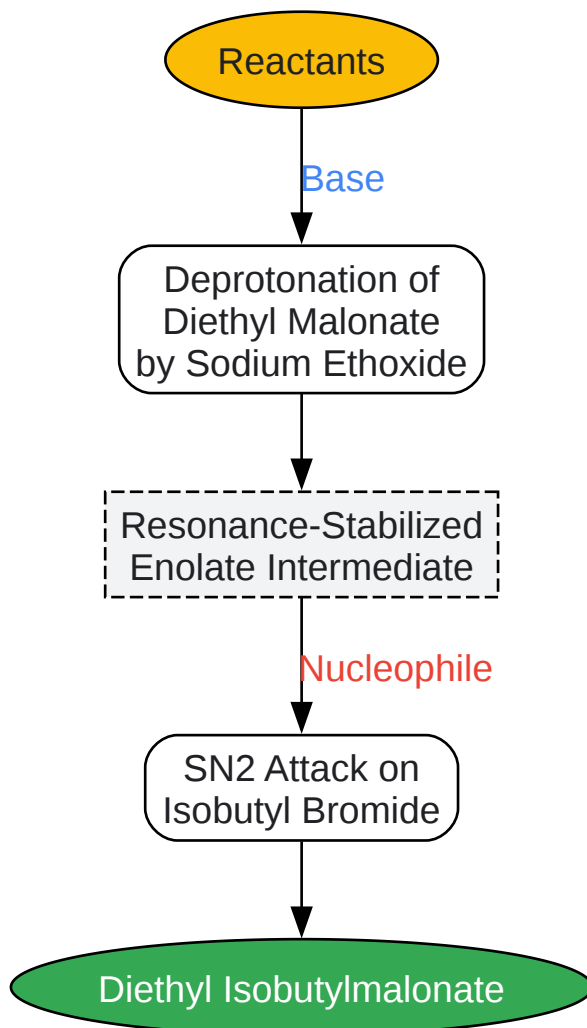 Reactants
Base
Deprotonation of
Diethyl Malonate
by Sodium Ethoxide
Resonance-Stabilized
Enolate Intermediate
Nucleophile
SN2 Attack on
Isobutyl Bromide
Diethyl Isobutylmalonate